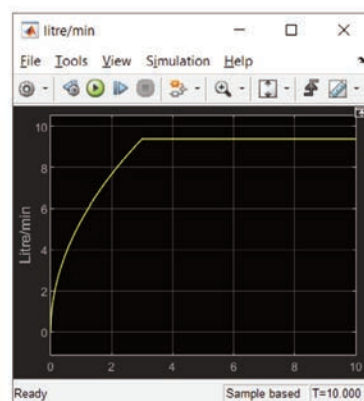 litre/min
File Tools View Simulation Help
Litre/min
10
8
6
4
2
0
0 2 4 6 8 10
Ready Sample based T=10.000